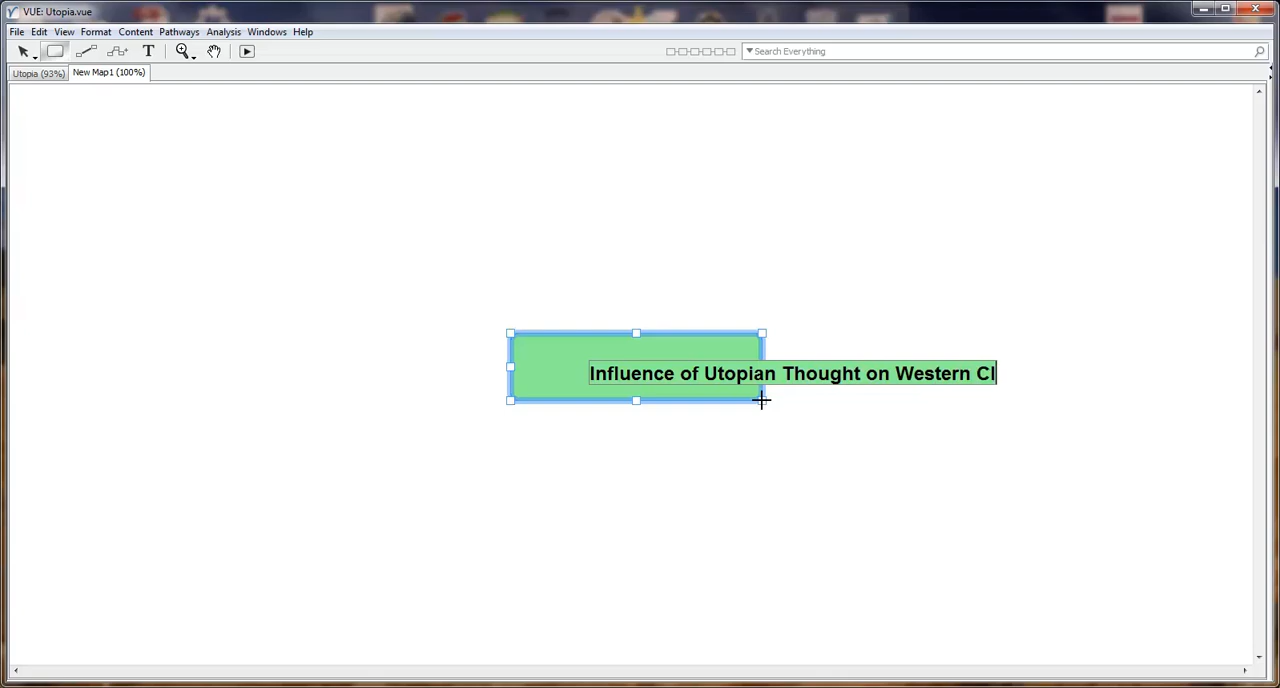 VUE: Utopia.vue
File Edit View Format Content Pathways Analysis Windows Help
T
Search Everything
Utopia (93%) New Map1 (100%)
Influence of Utopian Thought on Western Cl